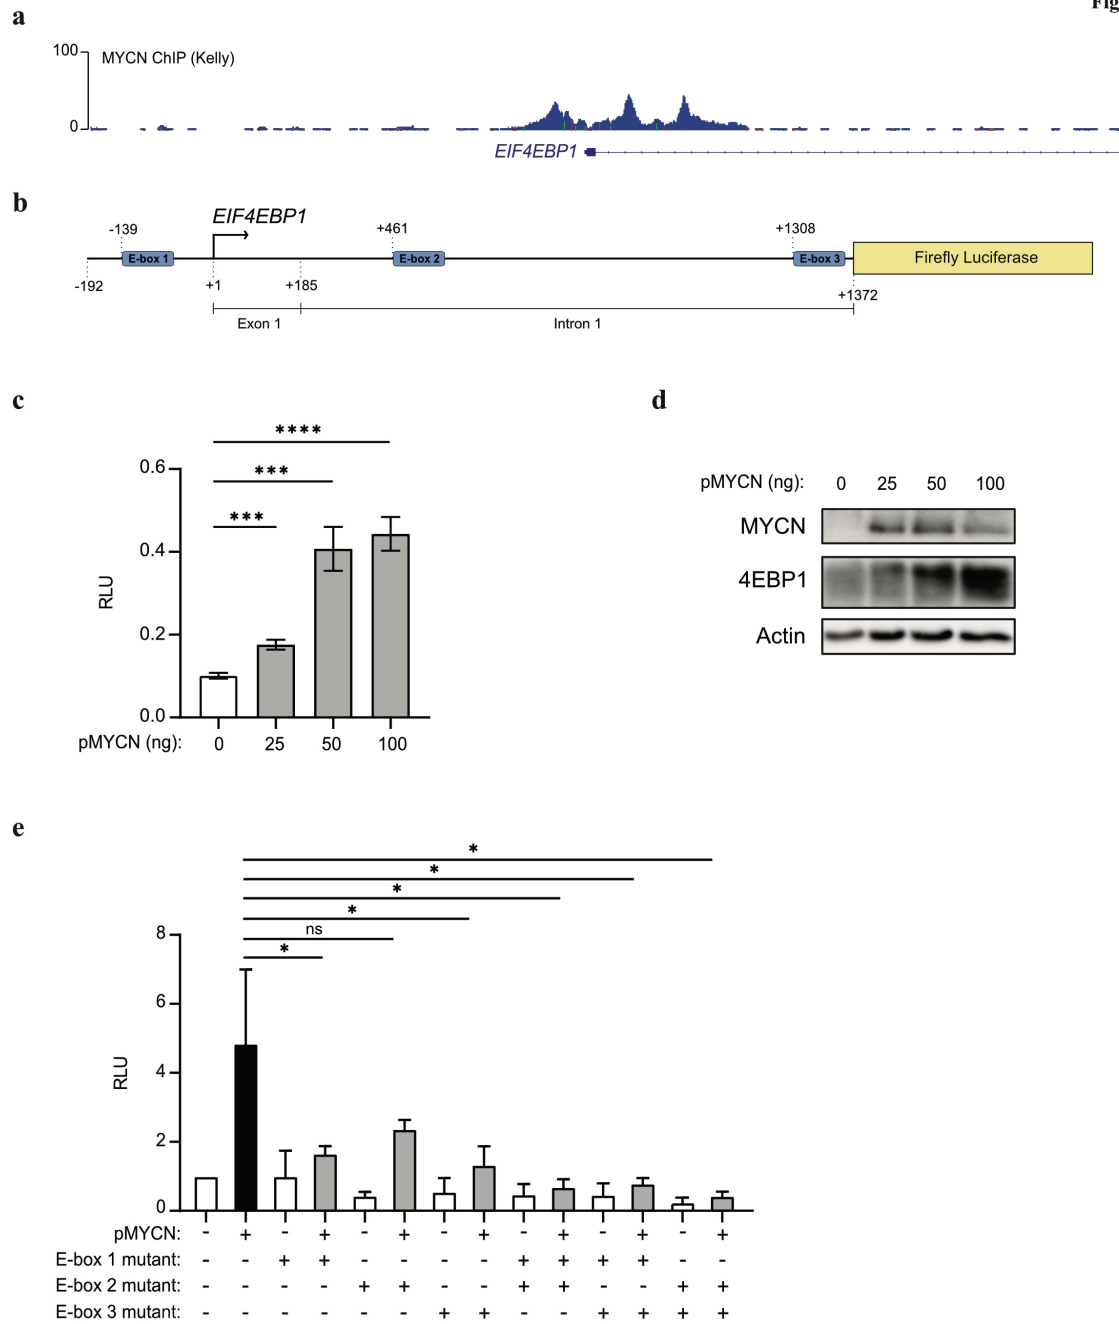 Fig
a
100
MYCN ChIP (Kelly)
0
EIF4EBP1
b
EIF4EBP1
-139
+461
+1308
E-box 1
E-box 2
E-box 3
Firefly Luciferase
-192
+1
+185
+1372
Exon 1
Intron 1
c
****
***
***
0.6
0.4
0.2
0.0
RLU
pMYCN (ng): 0 25 50 100
d
pMYCN (ng): 0 25 50 100
MYCN
4EBP1
Actin
e
*
*
*
*
ns
*
8
6
4
2
0
RLU
pMYCN: - + - + - + - + - + - + - +
E-box 1 mutant: - - + + - - - - + + + + - -
E-box 2 mutant: - - - - + + - - + + - - + +
E-box 3 mutant: - - - - - - + + - - + + + +